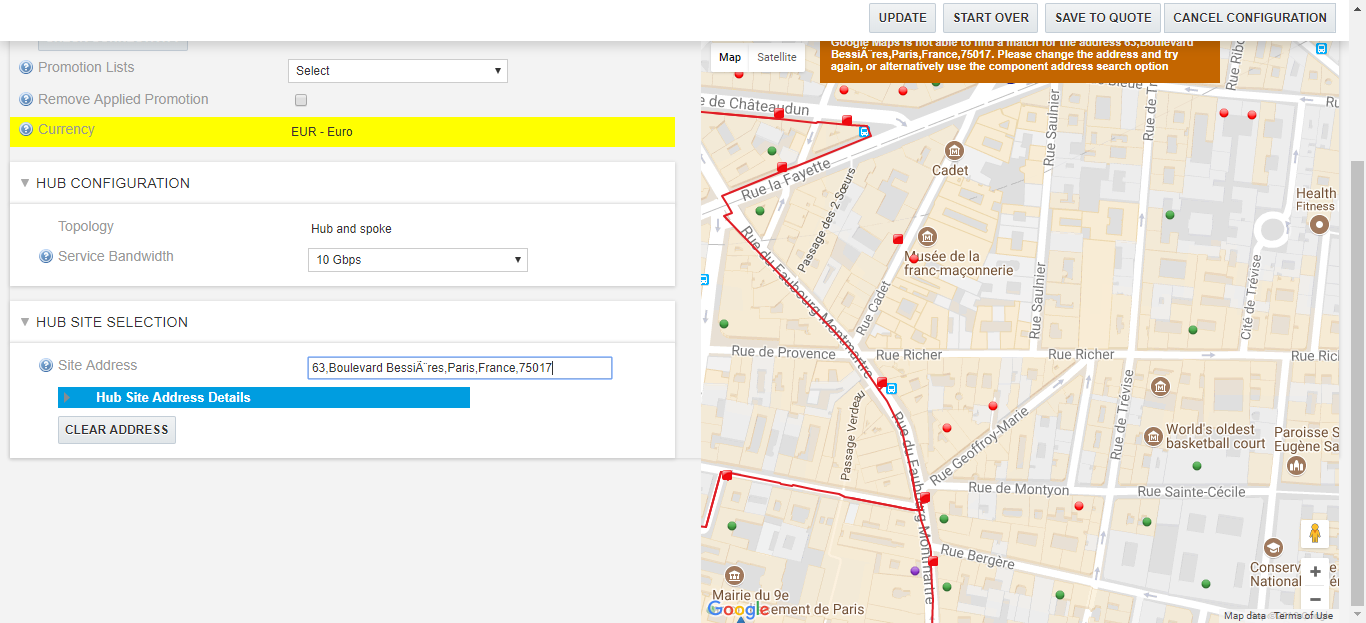 UPDATE
START OVER
SAVE TO QUOTE
CANCEL CONFIGURATION
Promotion Lists
Select
Remove Applied Promotion
Currency
EUR - Euro
HUB CONFIGURATION
Topology
Hub and spoke
Service Bandwidth
10 Gbps
HUB SITE SELECTION
Site Address
63,Boulevard BessiÃ¨res,Paris,France,75017
Hub Site Address Details
CLEAR ADDRESS
Map
Satellite
Google Maps is not able to find a match for the address 63,Boulevard
BessiÃ¨res,Paris,France,75017. Please change the address and try
again, or alternatively use the component address search option
e de Châteaudun
Bleue
Rue Ribo
Ru
Rue de Tr
Rue Saulnier
Rue la Fayette
Cadet
Passage des 2 Sœurs
Health
Fitness
Musée de la
franc-maçonnerie
Rue du Faubourg Montmartre
Rue Cadet
Rue Saulnier
Cité de Trévise
Rue de Provence
Rue Richer
Rue Richer
Rue Ric
Rue de Trévise
Passage Verdeau
Rue Geoffroy-Marie
World's oldest
basketball court
Paroisse S
Eugène Sa
Rue du Faubourg Montmartre
Rue de Montyon
Rue Sainte-Cécile
Rue Bergère
Conserv
National
Mairie du 9e
ement de Paris
Google
Map data
Terms of Use